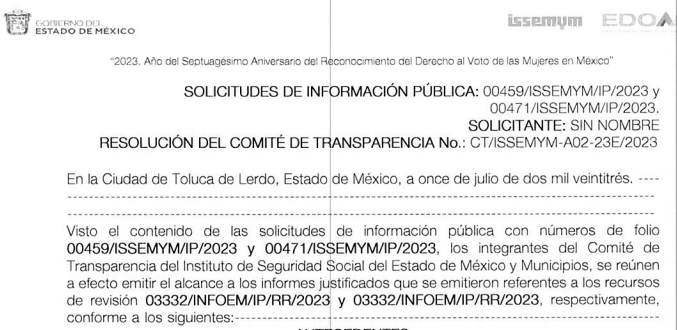 GOBIERNO DEL
ESTADO DE MÉXICO
issemym
"2023. Año del Septuagésimo Aniversario del Reconocimiento del Derecho al Voto de las Mujeres en México"
SOLICITUDES DE INFORMACIÓN PÚBLICA: 00459/ISSEMYM/IP/2023 y
00471/ISSEMYM/IP/2023.
SOLICITANTE: SIN NOMBRE
RESOLUCIÓN DEL COMITÉ DE TRANSPARENCIA No.: CT/ISSEMYM-A02-23E/2023
En la Ciudad de Toluca de Lerdo, Estado de México, a once de julio de dos mil veintitrés. ----
Visto el contenido de las solicitudes de información pública con números de folio
00459/ISSEMYM/IP/2023 y 00471/ISSEMYM/IP/2023, los integrantes del Comité de
Transparencia del Instituto de Seguridad Social del Estado de México y Municipios, se reúnen
a efecto emitir el alcance a los informes justificados que se emitieron referentes a los recursos
de revisión 03332/INFOEM/IP/RR/2023 y 03332/INFOEM/IP/RR/2023, respectivamente,
conforme a los siguientes:--------